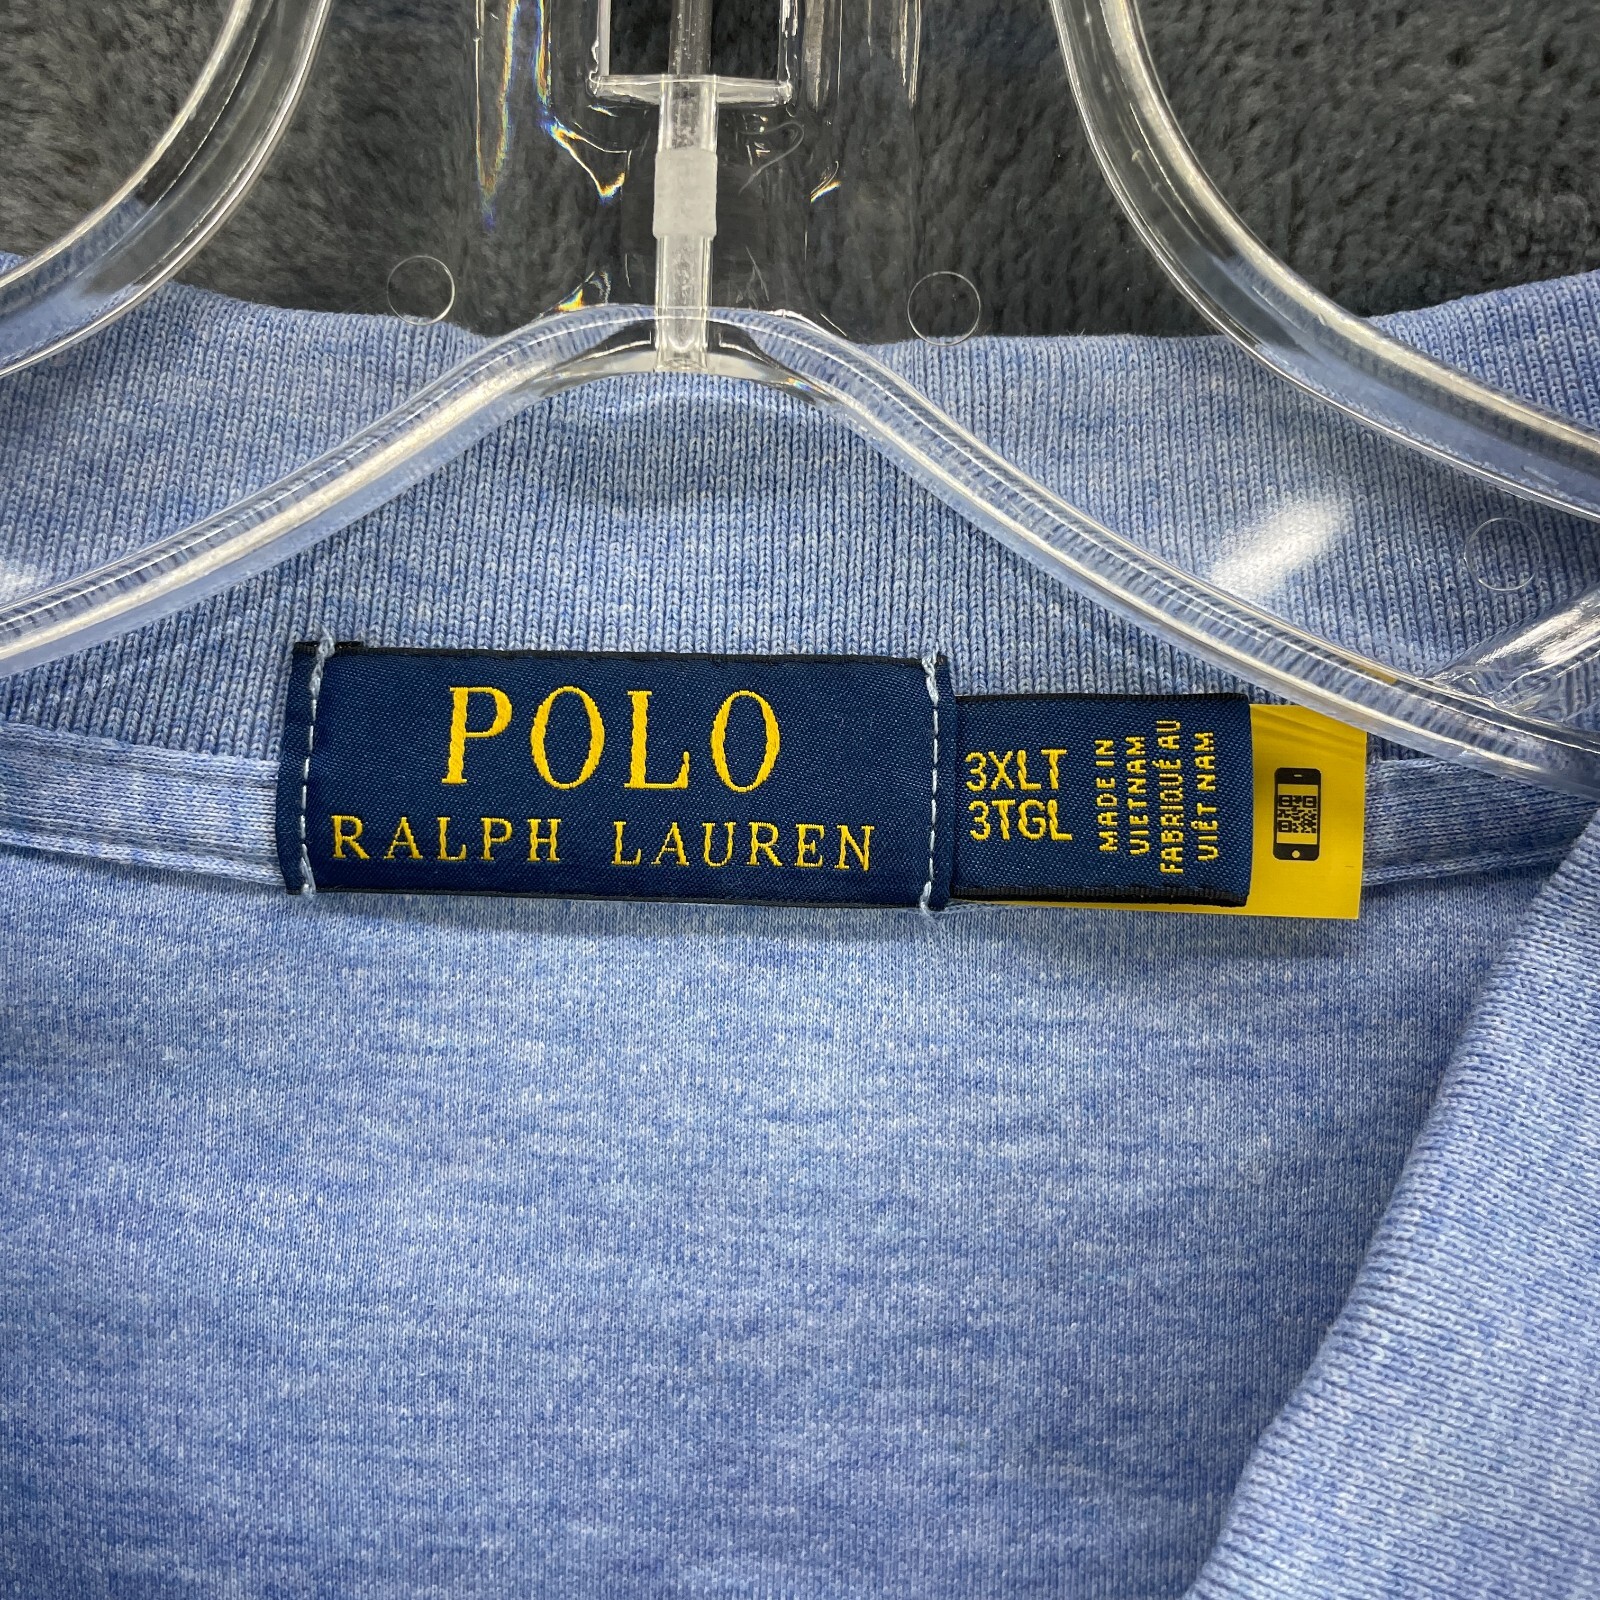 POLO
RALPH LAUREN
3XLT
3TGL
MADE IN
VIETNAM
FABRIQUÉ AU
VIÊT NAM